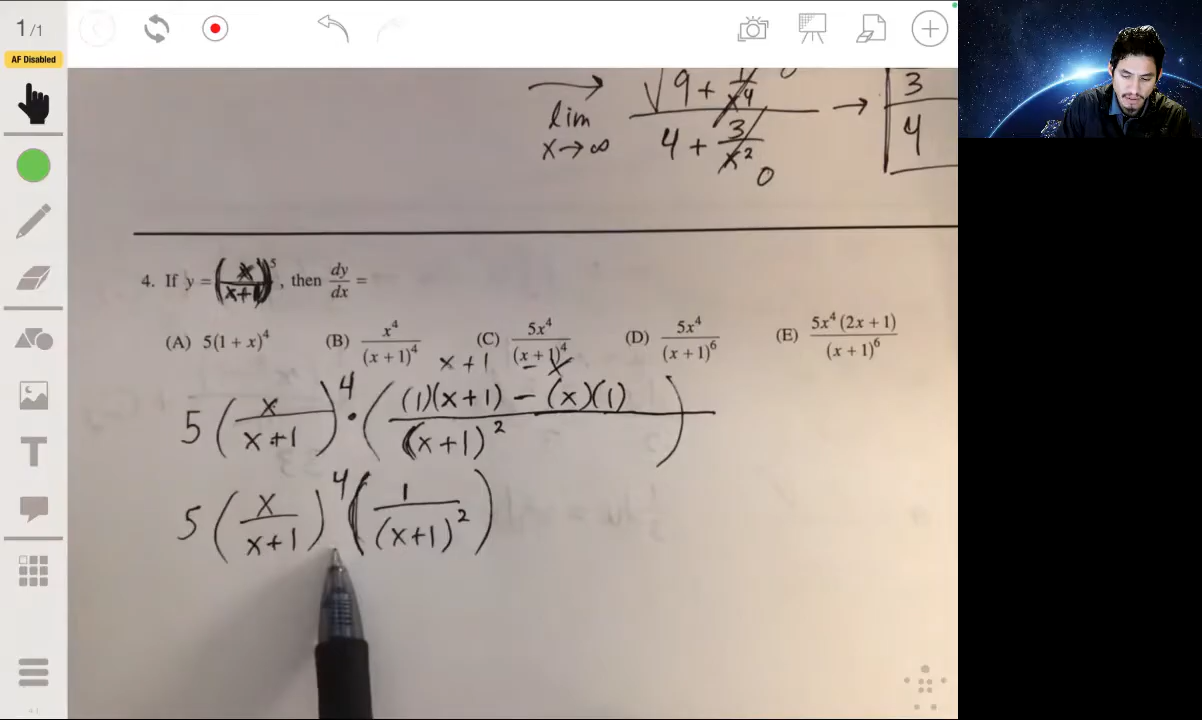 1/1
AF Disabled
T
√9 + 1/x⁴ 0
lim x→∞ 4 + 3/x² 0 → 3/4
4. If y = (x/x+1)⁵, then dy/dx =
(A) 5(1 + x)⁴ (B) x⁴/(x + 1)⁴ (C) 5x⁴/(x + 1)⁴ (D) 5x⁴/(x + 1)⁶ (E) 5x⁴(2x + 1)/(x + 1)⁶
x + 1 - x
5 (x/x+1)⁴ · ((1)(x+1) - (x)(1)/(x+1)²)
5 (x/x+1)⁴ (1/(x+1)²)